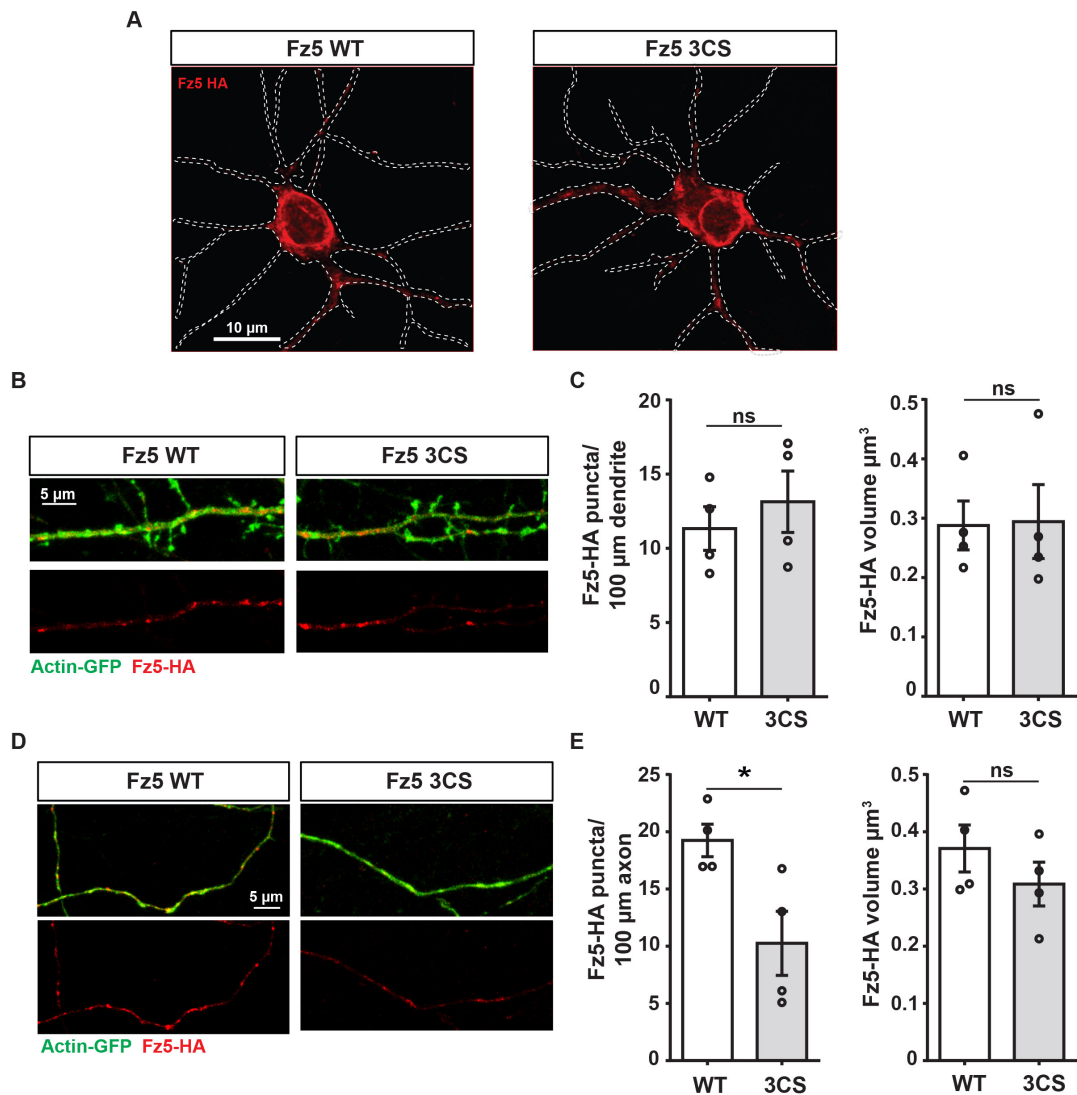 A
Fz5 WT
Fz5 3CS
Fz5 HA
10 µm
B
Fz5 WT
Fz5 3CS
5 µm
Actin-GFP Fz5-HA
C
Fz5-HA puncta/
100 µm dendrite
20
15
10
5
0
ns
WT
3CS
Fz5-HA volume µm³
0.5
0.4
0.3
0.2
0.1
0
ns
WT
3CS
D
Fz5 WT
Fz5 3CS
5 µm
Actin-GFP Fz5-HA
E
Fz5-HA puncta/
100 µm axon
25
20
15
10
5
0
*
WT
3CS
Fz5-HA volume µm³
0.5
0.4
0.3
0.2
0.1
0
ns
WT
3CS